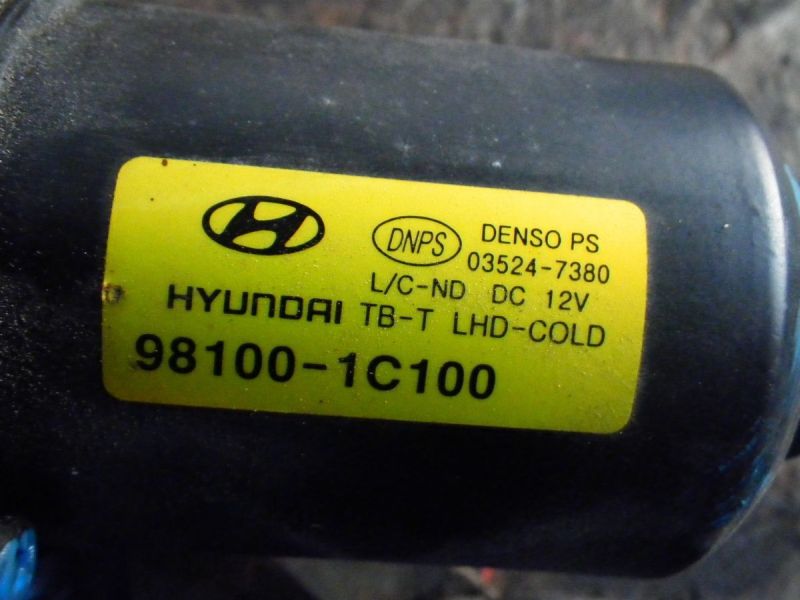 DNPS DENSO PS
03524-7380
L/C-ND DC 12V
HYUNDAI TB-T LHD-COLD
98100-1C100